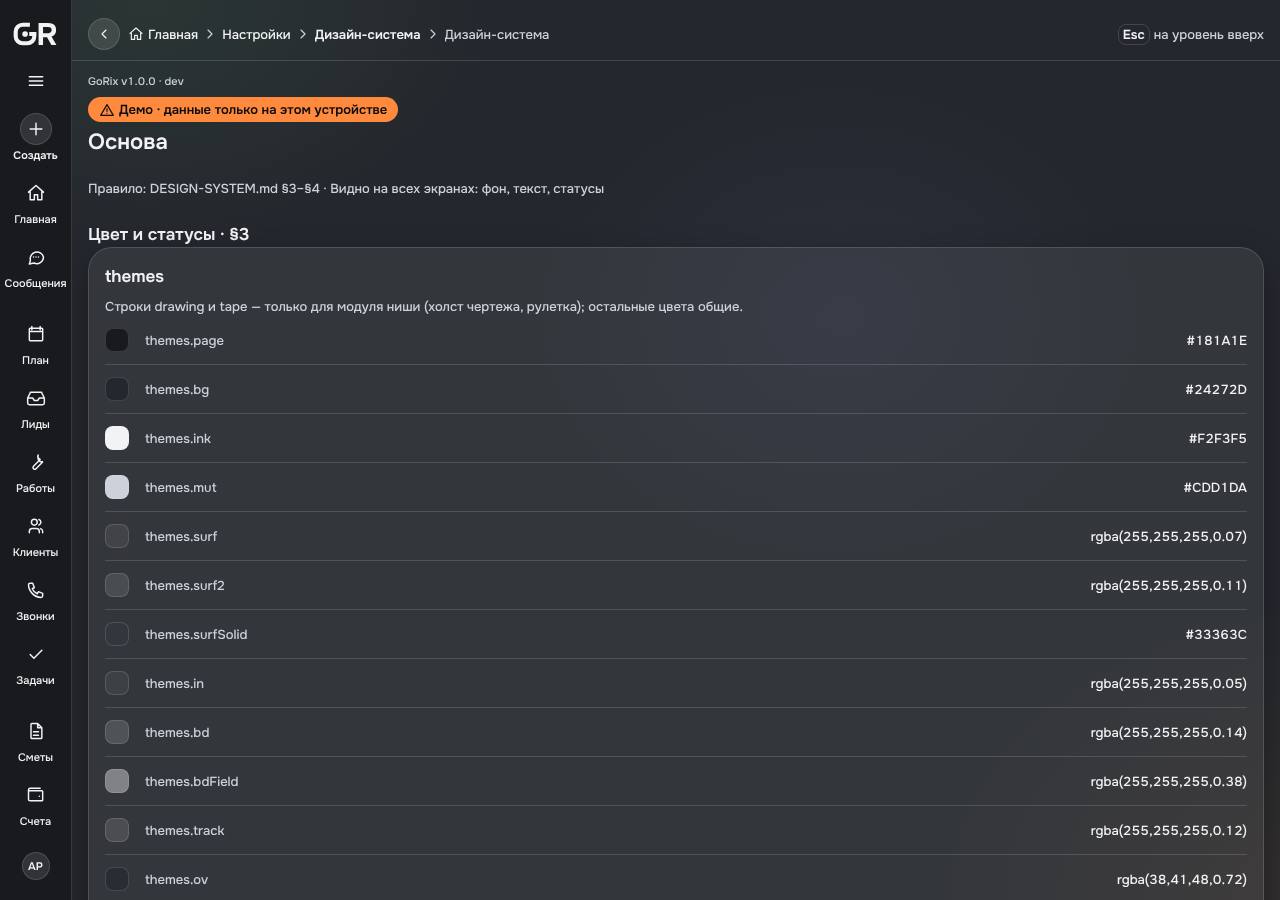 GR
Создать
Главная
Сообщения
План
Лиды
Работы
Клиенты
Звонки
Задачи
Сметы
Счета
AP
Главная > Настройки > Дизайн-система > Дизайн-система
Esc на уровень вверх
GoRix v1.0.0 · dev
Демо · данные только на этом устройстве
Основа
Правило: DESIGN-SYSTEM.md §3–§4 · Видно на всех экранах: фон, текст, статусы
Цвет и статусы · §3
themes
Строки drawing и tape — только для модуля ниши (холст чертежа, рулетка); остальные цвета общие.
themes.page #181A1E
themes.bg #24272D
themes.ink #F2F3F5
themes.mut #CDD1DA
themes.surf rgba(255,255,255,0.07)
themes.surf2 rgba(255,255,255,0.11)
themes.surfSolid #33363C
themes.in rgba(255,255,255,0.05)
themes.bd rgba(255,255,255,0.14)
themes.bdField rgba(255,255,255,0.38)
themes.track rgba(255,255,255,0.12)
themes.ov rgba(38,41,48,0.72)